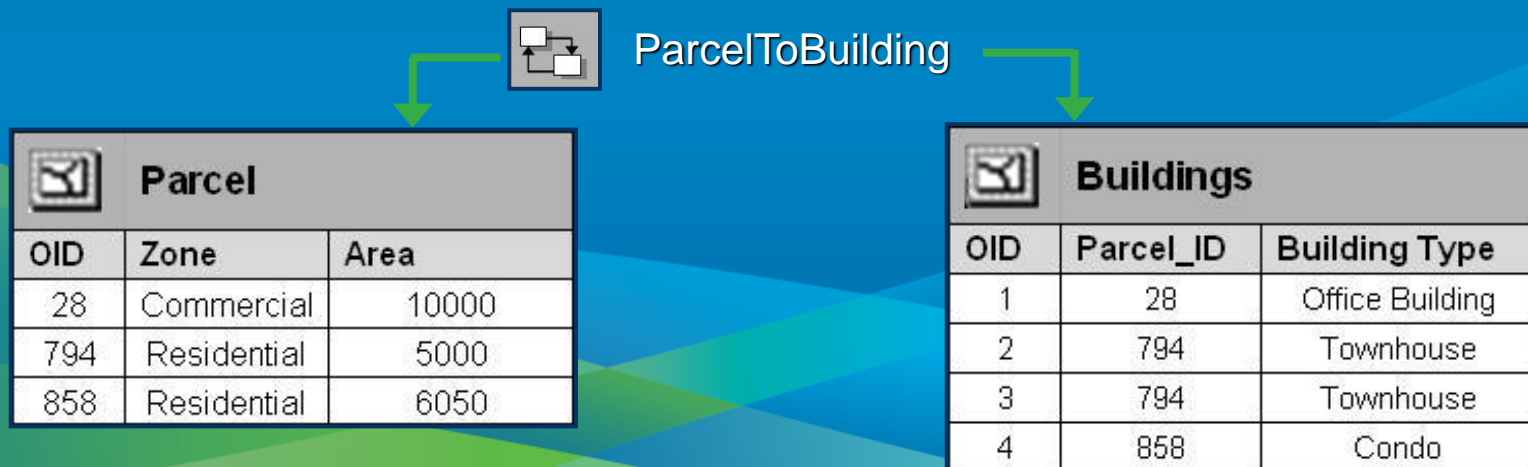 ParcelToBuilding
Parcel
OID Zone Area
28 Commercial 10000
794 Residential 5000
858 Residential 6050
Buildings
OID Parcel_ID Building Type
1 28 Office Building
2 794 Townhouse
3 794 Townhouse
4 858 Condo